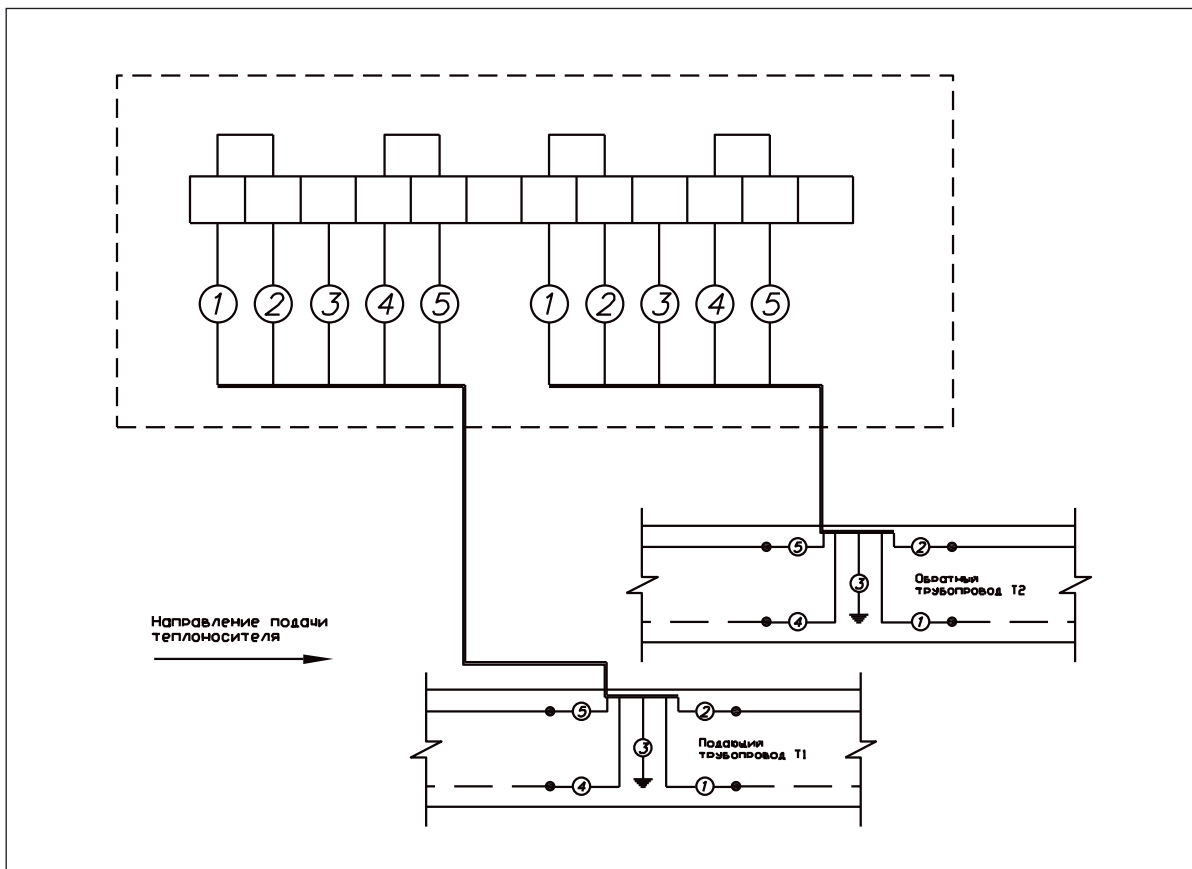 1 2 3 4 5 1 2 3 4 5
5 2
3
Обратный
трубопровод Т2
4 1
Направление подачи
теплоносителя
5 2
3
Подающий
трубопровод Т1
4 1